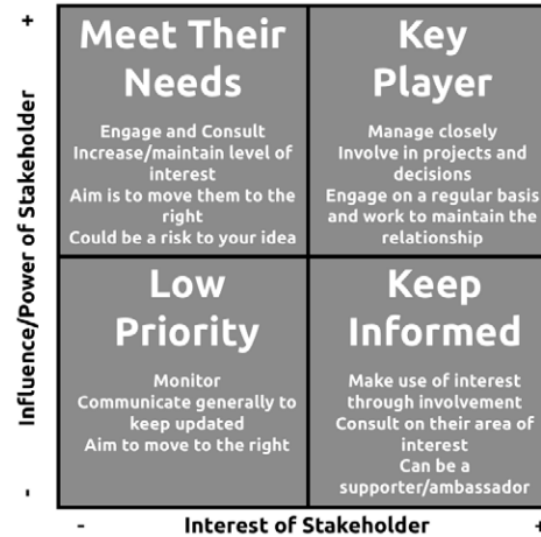 +
Influence/Power of Stakeholder
-
Meet Their
Needs
Engage and Consult
Increase/maintain level of
interest
Aim is to move them to the
right
Could be a risk to your idea
Key
Player
Manage closely
Involve in projects and
decisions
Engage on a regular basis
and work to maintain the
relationship
Low
Priority
Monitor
Communicate generally to
keep updated
Aim to move to the right
Keep
Informed
Make use of interest
through involvement
Consult on their area of
interest
Can be a
supporter/ambassador
-
Interest of Stakeholder
+